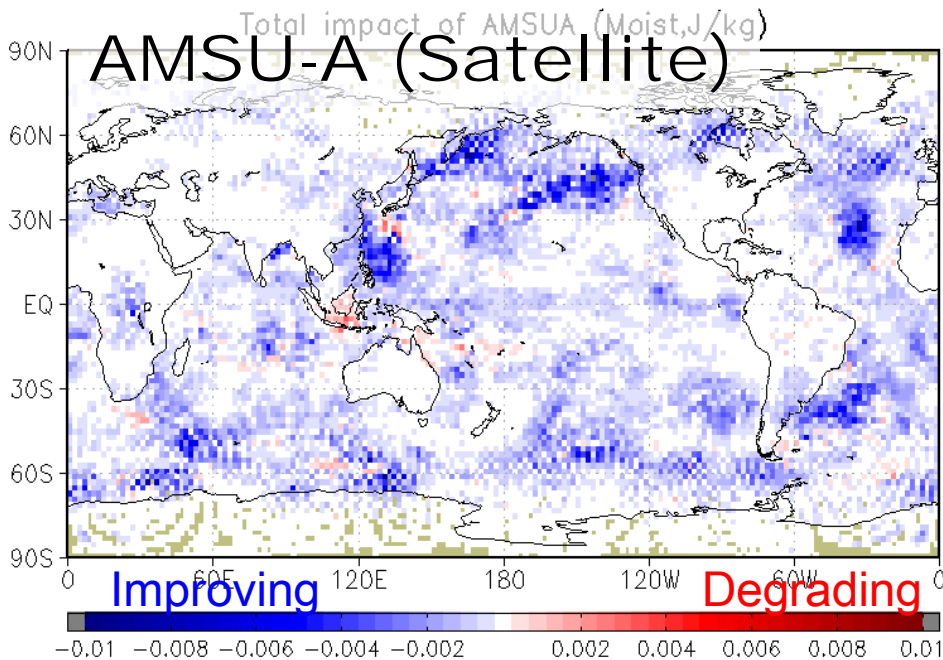 Total impact of AMSUA (Moist,J/kg)
AMSU-A (Satellite)
90N
60N
30N
EQ
30S
60S
90S
0 60E 120E 180 120W 60W 0
Improving Degrading
-0.01 -0.008 -0.006 -0.004 -0.002 0.002 0.004 0.006 0.008 0.01